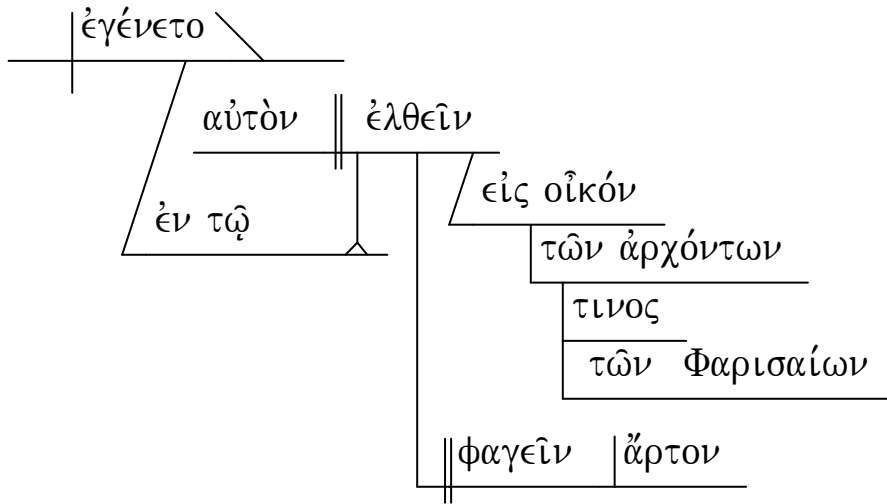 ἐγένετο
αὐτὸν ἐλθεῖν
εἰς οἶκόν
ἐν τῷ
τῶν ἀρχόντων
τινος
τῶν Φαρισαίων
φαγεῖν ἄρτον